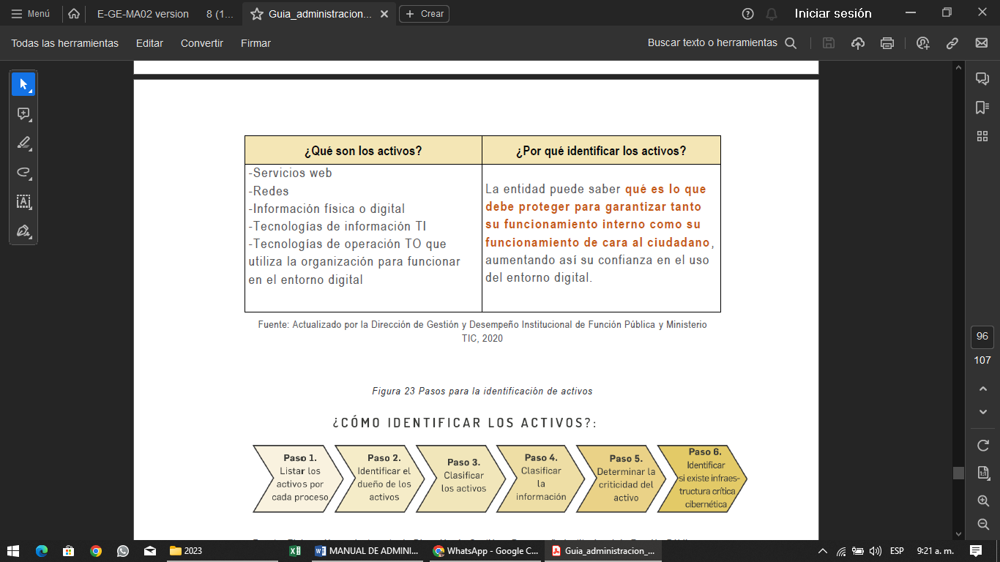 Menú
E-GE-MA02 version
8 (1...
Guia_administracion...
Crear
Iniciar sesión
Todas las herramientas
Editar
Convertir
Firmar
Buscar texto o herramientas
¿Qué son los activos?
-Servicios web
-Redes
-Información física o digital
-Tecnologías de información TI
-Tecnologías de operación TO que
utiliza la organización para funcionar
en el entorno digital
¿Por qué identificar los activos?
La entidad puede saber qué es lo que
debe proteger para garantizar tanto
su funcionamiento interno como su
funcionamiento de cara al ciudadano,
aumentando así su confianza en el uso
del entorno digital.
Fuente: Actualizado por la Dirección de Gestión y Desempeño Institucional de Función Pública y Ministerio
TIC, 2020
Figura 23 Pasos para la identificación de activos
¿CÓMO IDENTIFICAR LOS ACTIVOS?:
Paso 1.
Listar los
activos por
cada proceso
Paso 2.
Identificar el
dueño de los
activos
Paso 3.
Clasificar
los activos
Paso 4.
Clasificar
la
información
Paso 5.
Determinar la
criticidad del
activo
Paso 6.
Identificar
si existe infraes-
tructura crítica
cibernética
96
107
1:1
2023
MANUAL DE ADMINI...
WhatsApp - Google C...
Guia_administracion_...
ESP
9:21 a. m.